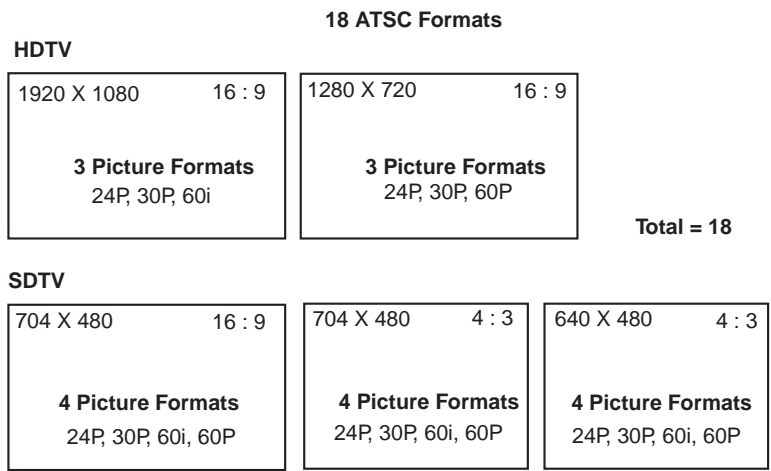 18 ATSC Formats
HDTV
1920 X 1080 16 : 9
3 Picture Formats
24P, 30P, 60i
1280 X 720 16 : 9
3 Picture Formats
24P, 30P, 60P
Total = 18
SDTV
704 X 480 16 : 9
4 Picture Formats
24P, 30P, 60i, 60P
704 X 480 4 : 3
4 Picture Formats
24P, 30P, 60i, 60P
640 X 480 4 : 3
4 Picture Formats
24P, 30P, 60i, 60P